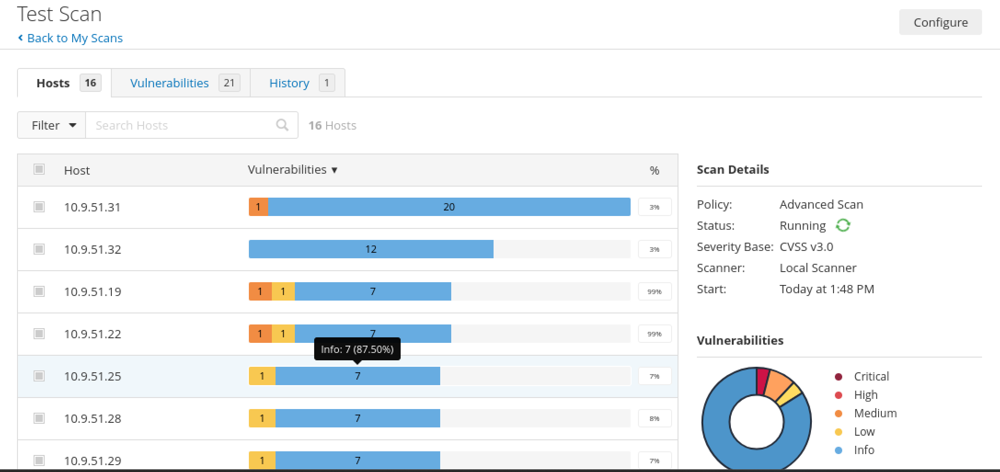 Test Scan
Configure
Back to My Scans
Hosts 16 Vulnerabilities 21 History 1
Filter Search Hosts 16 Hosts
Host Vulnerabilities ▼ %
10.9.51.31 1 20 3%
10.9.51.32 12 3%
10.9.51.19 1 1 7 99%
10.9.51.22 1 1 7 99%
Info: 7 (87.50%)
10.9.51.25 1 7 7%
10.9.51.28 1 7 8%
10.9.51.29 1 7 7%
Scan Details
Policy: Advanced Scan
Status: Running
Severity Base: CVSS v3.0
Scanner: Local Scanner
Start: Today at 1:48 PM
Vulnerabilities
Critical
High
Medium
Low
Info